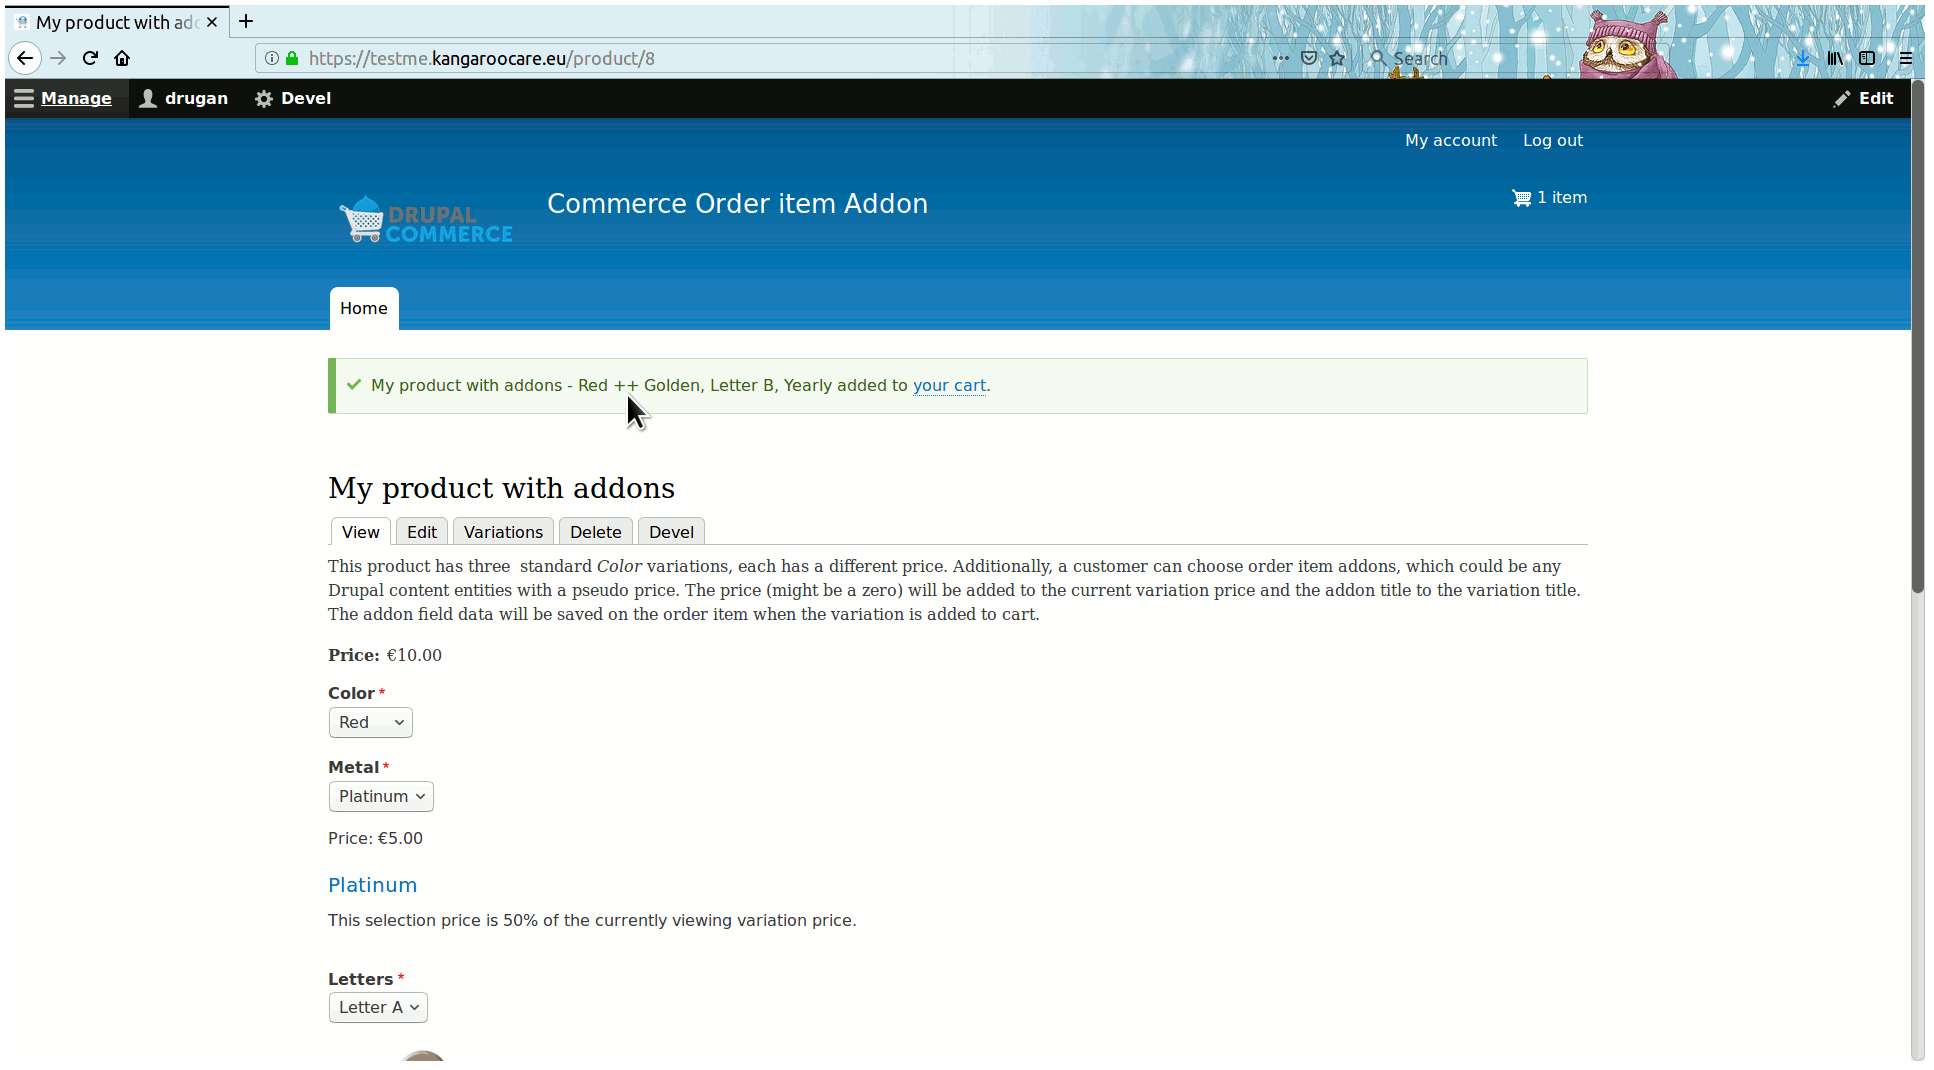 My product with add
https://testme.kangaroocare.eu/product/8
Search
Manage
drugan
Devel
Edit
My account
Log out
DRUPAL
COMMERCE
Commerce Order item Addon
1 item
Home
My product with addons - Red ++ Golden, Letter B, Yearly added to your cart.
My product with addons
View
Edit
Variations
Delete
Devel
This product has three  standard Color variations, each has a different price. Additionally, a customer can choose order item addons, which could be any
Drupal content entities with a pseudo price. The price (might be a zero) will be added to the current variation price and the addon title to the variation title.
The addon field data will be saved on the order item when the variation is added to cart.
Price: €10.00
Color *
Red
Metal *
Platinum
Price: €5.00
Platinum
This selection price is 50% of the currently viewing variation price.
Letters *
Letter A